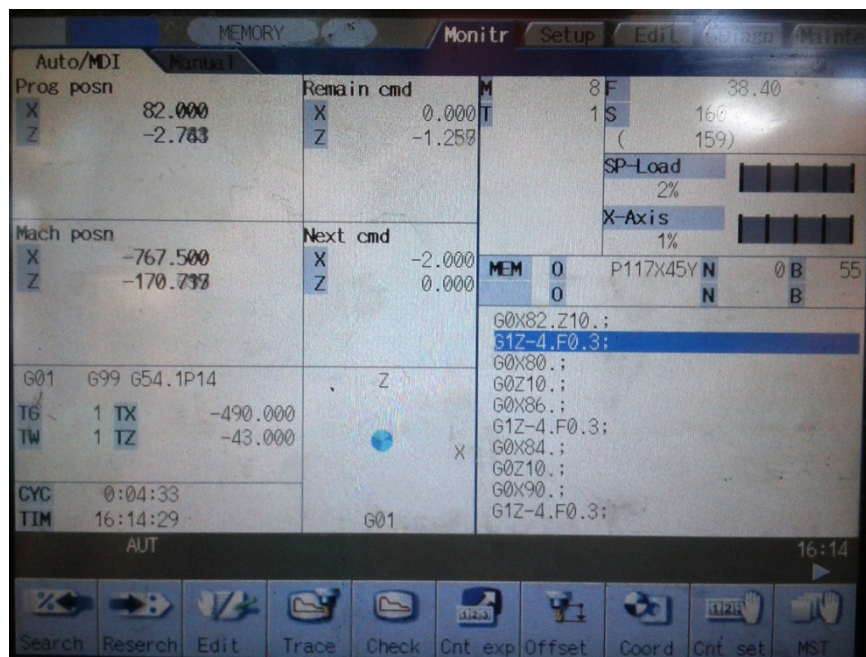 MEMORY
Monitr Setup Edit Diagn Mainte
Auto/MDI Manual
Prog posn
X 82.000
Z
Remain cmd
X 0.000
Z
M 8
T 1
F 38.40
S 160
( 159)
SP-Load
2%
X-Axis
1%
Mach posn
X -767.500
Z
Next cmd
X -2.000
Z 0.000
MEM O P117X45Y N 0 B 55
O N B
G0X82.Z10.;
G1Z-4.F0.3;
G0X80.;
G0Z10.;
G0X86.;
G1Z-4.F0.3;
G0X84.;
G0Z10.;
G0X90.;
G1Z-4.F0.3;
G01 G99 G54.1P14
TG 1 TX -490.000
TW 1 TZ -43.000
Z
X
G01
CYC 0:04:33
TIM 16:14:29
AUT
16:14
Search Reserch Edit Trace Check Cnt exp Offset Coord Cnt set MST